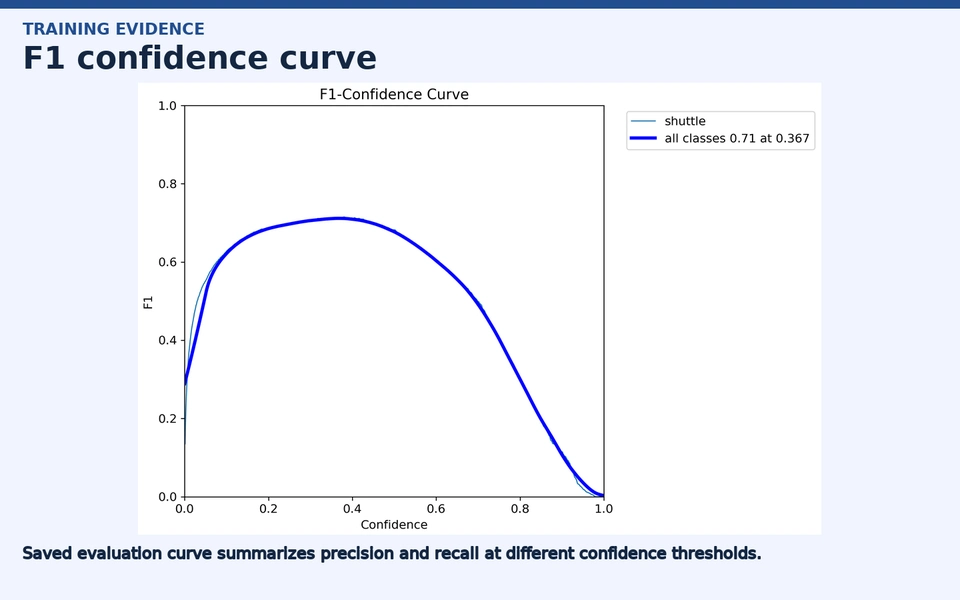 TRAINING EVIDENCE
F1 confidence curve
F1-Confidence Curve
1.0
0.8
0.6
0.4
0.2
0.0
F1
0.0 0.2 0.4 0.6 0.8 1.0
Confidence
shuttle
all classes 0.71 at 0.367
Saved evaluation curve summarizes precision and recall at different confidence thresholds.